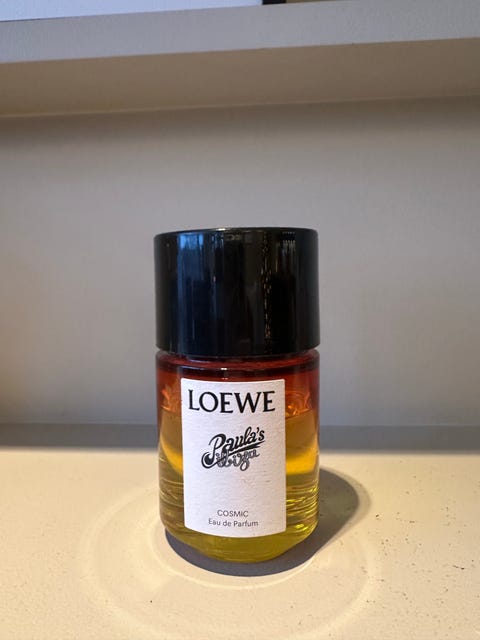 LOEWE
Paula's
Ibiza
COSMIC
Eau de Parfum